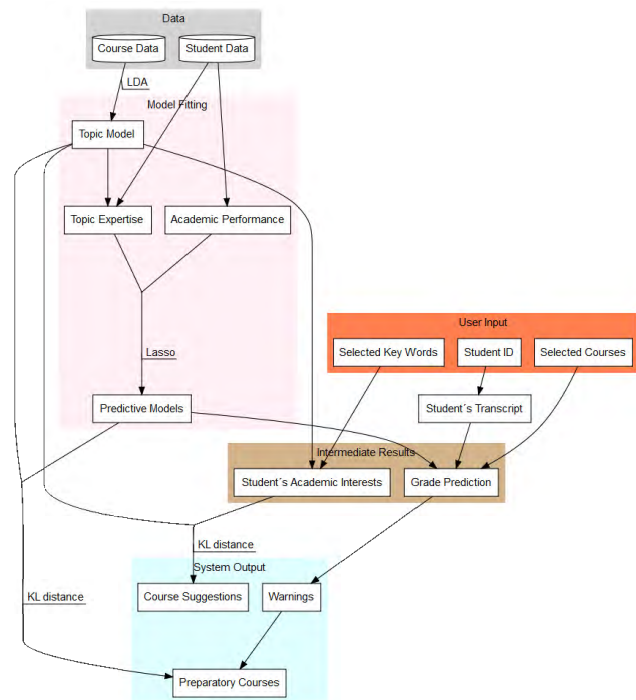 Data
Course Data
Student Data
LDA
Model Fitting
Topic Model
Topic Expertise
Academic Performance
User Input
Selected Key Words
Student ID
Selected Courses
Lasso
Predictive Models
Student´s Transcript
Intermediate Results
Student´s Academic Interests
Grade Prediction
KL distance
System Output
Course Suggestions
Warnings
KL distance
Preparatory Courses